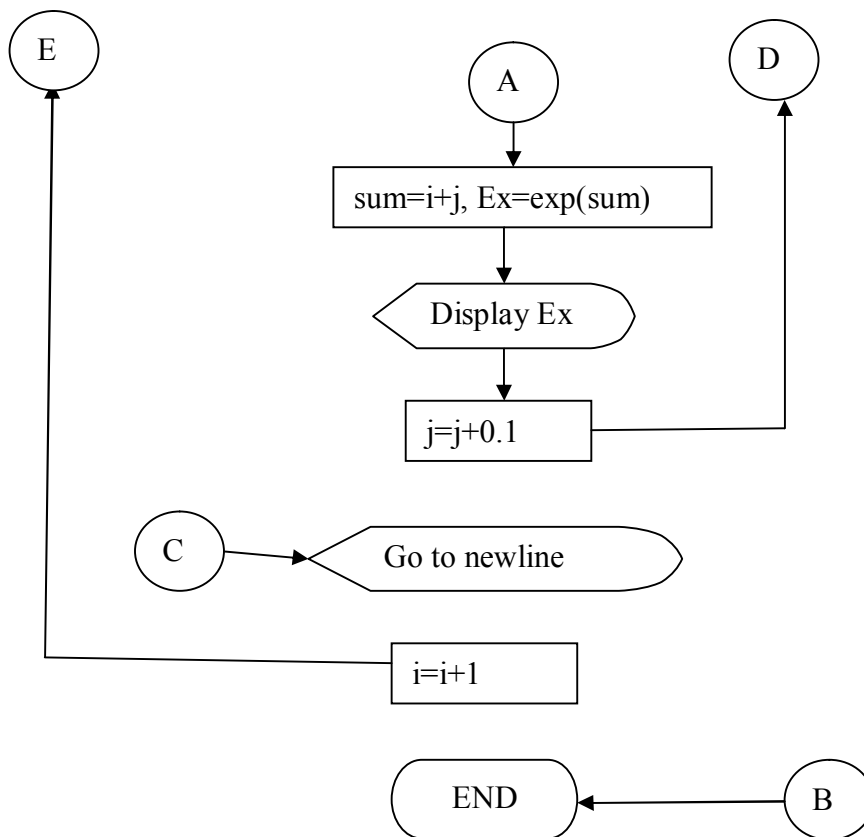 E
A
D
sum=i+j, Ex=exp(sum)
Display Ex
j=j+0.1
C
Go to newline
i=i+1
END
B